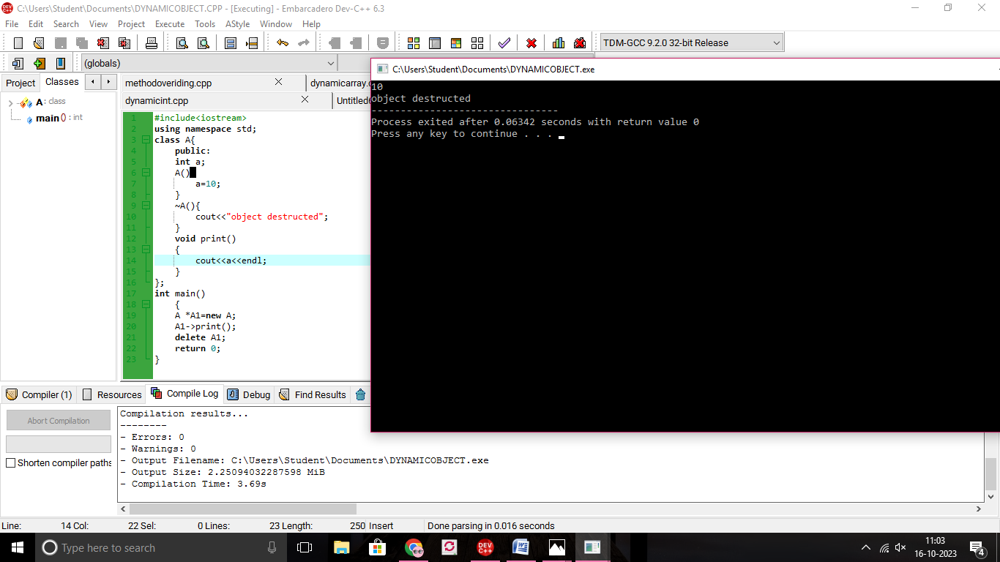 C:\Users\Student\Documents\DYNAMICOBJECT.CPP - [Executing] - Embarcadero Dev-C++ 6.3
File Edit Search View Project Execute Tools AStyle Window Help
TDM-GCC 9.2.0 32-bit Release
(globals)
Project Classes
A : class
main () : int
methodoveriding.cpp dynamicarray.
dynamicint.cpp Untitled
1 #include<iostream>
2 using namespace std;
3 class A{
4 public:
5 int a;
6 A()
7 a=10;
8 }
9 ~A(){
10 cout<<"object destructed";
11 }
12 void print()
13 {
14 cout<<a<<endl;
15 }
16 };
17 int main()
18 {
19 A *A1=new A;
20 A1->print();
21 delete A1;
22 return 0;
23 }
C:\Users\Student\Documents\DYNAMICOBJECT.exe
10
object destructed
--------------------------------
Process exited after 0.06342 seconds with return value 0
Press any key to continue . . .
Compiler (1) Resources Compile Log Debug Find Results
Abort Compilation
Shorten compiler paths
Compilation results...
--------
- Errors: 0
- Warnings: 0
- Output Filename: C:\Users\Student\Documents\DYNAMICOBJECT.exe
- Output Size: 2.25094032287598 MiB
- Compilation Time: 3.69s
Line: 14 Col: 22 Sel: 0 Lines: 23 Length: 250 Insert Done parsing in 0.016 seconds
Type here to search
DEV C++
11:03
16-10-2023
4